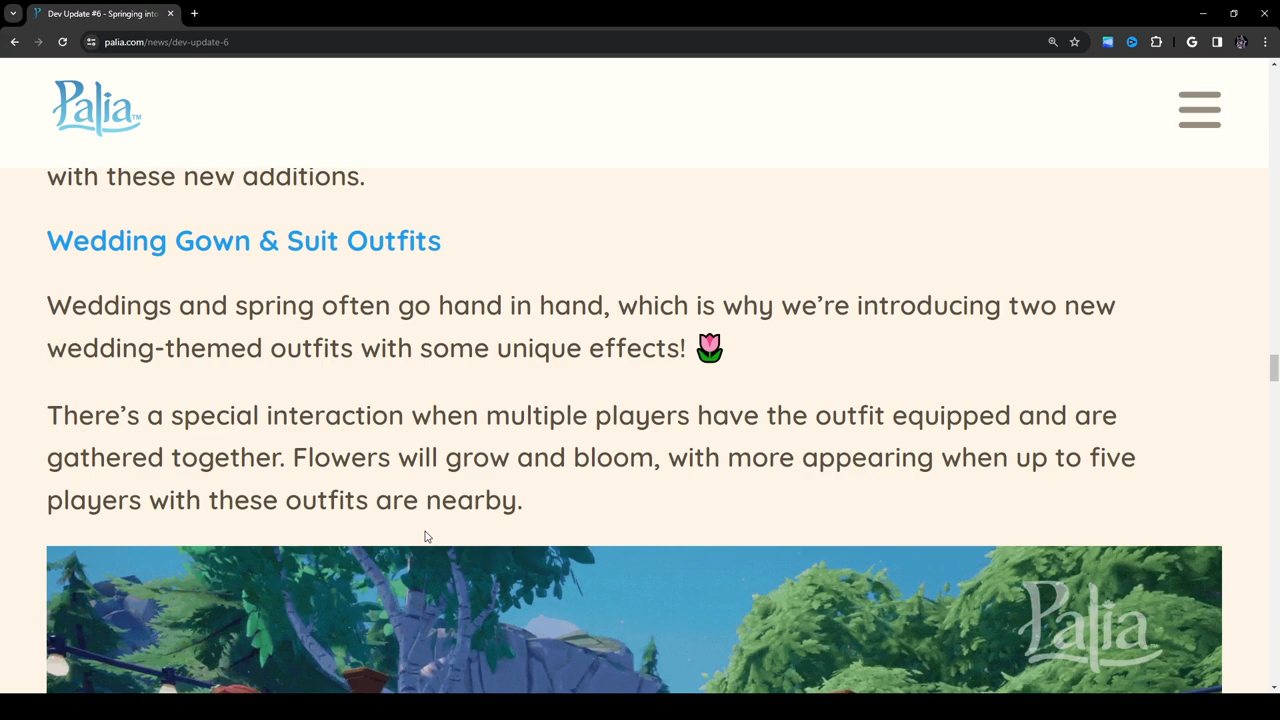 Dev Update #6 - Springing into
palia.com/news/dev-update-6
Palia™
with these new additions.
Wedding Gown & Suit Outfits
Weddings and spring often go hand in hand, which is why we’re introducing two new
wedding-themed outfits with some unique effects! 🌷
There’s a special interaction when multiple players have the outfit equipped and are
gathered together. Flowers will grow and bloom, with more appearing when up to five
players with these outfits are nearby.
Palia™